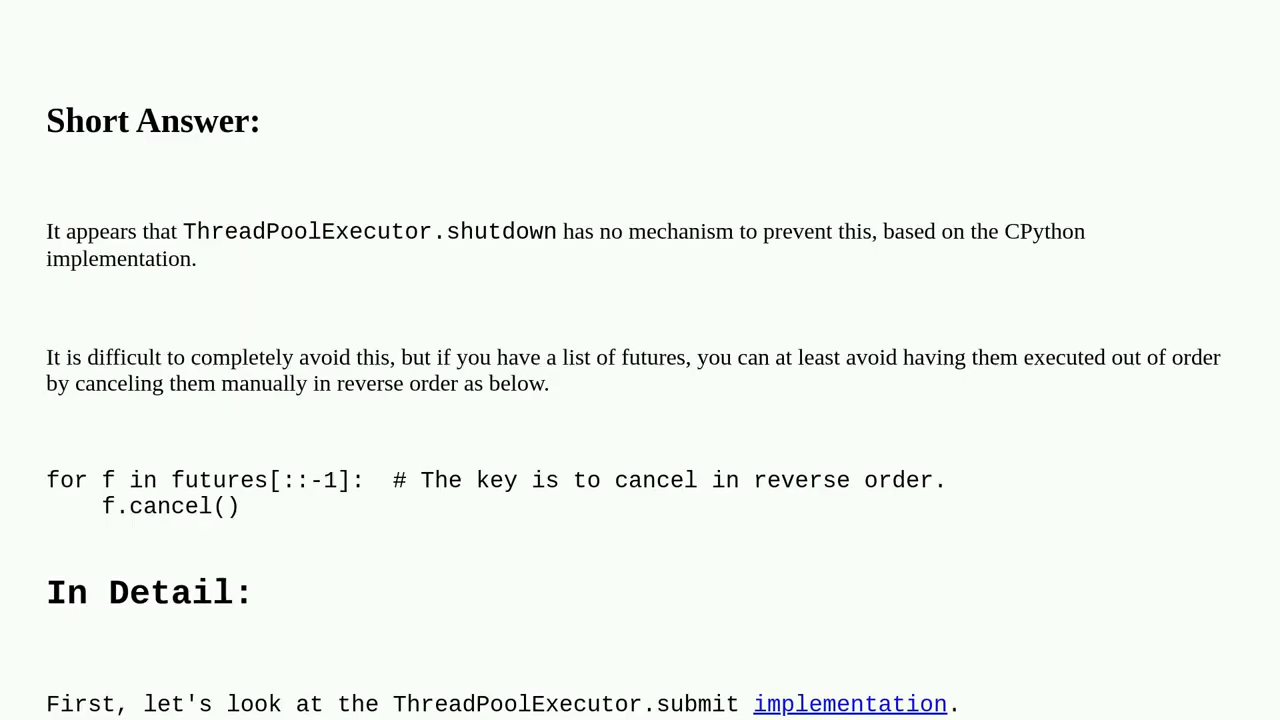 Short Answer:
It appears that ThreadPoolExecutor.shutdown has no mechanism to prevent this, based on the CPython
implementation.
It is difficult to completely avoid this, but if you have a list of futures, you can at least avoid having them executed out of order
by canceling them manually in reverse order as below.
for f in futures[::-1]:  # The key is to cancel in reverse order.
    f.cancel()
In Detail:
First, let's look at the ThreadPoolExecutor.submit implementation.